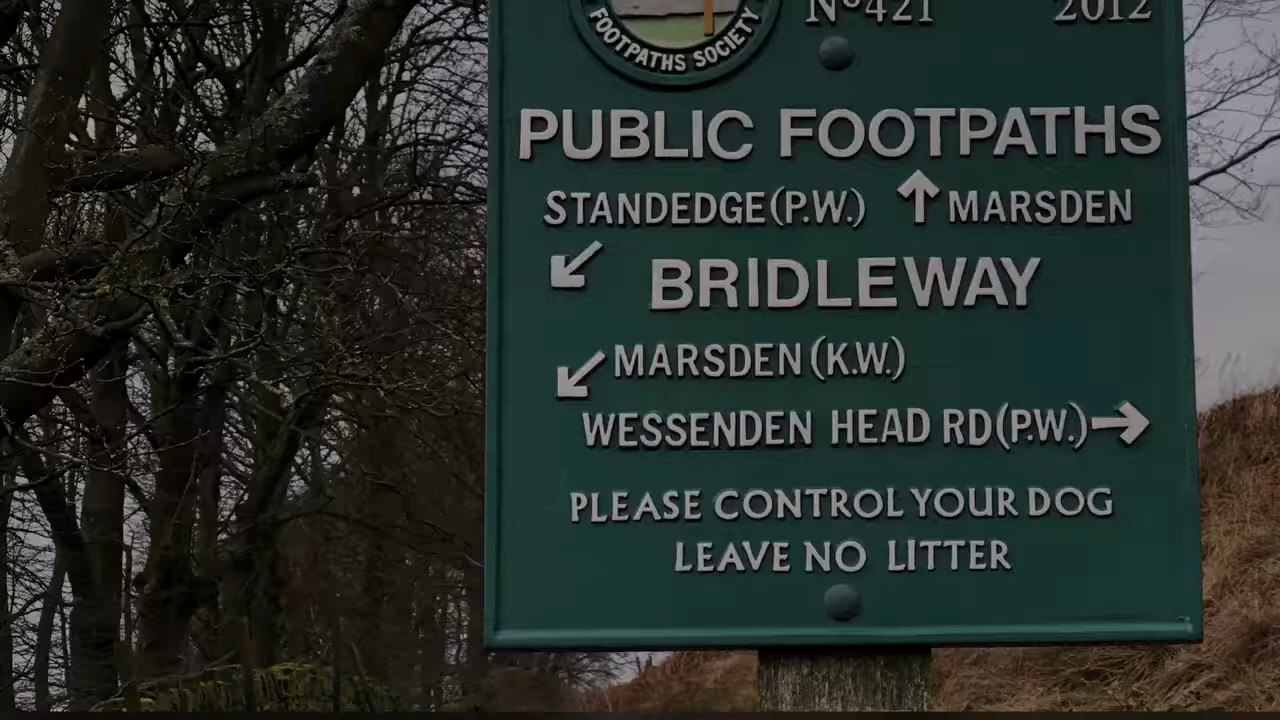 FOOTPATHS SOCIETY
Nº421 2012
PUBLIC FOOTPATHS
STANDEDGE (P.W.) ↑ MARSDEN
↙ BRIDLEWAY
↙ MARSDEN (K.W.)
WESSENDEN HEAD RD (P.W.) →
PLEASE CONTROL YOUR DOG
LEAVE NO LITTER